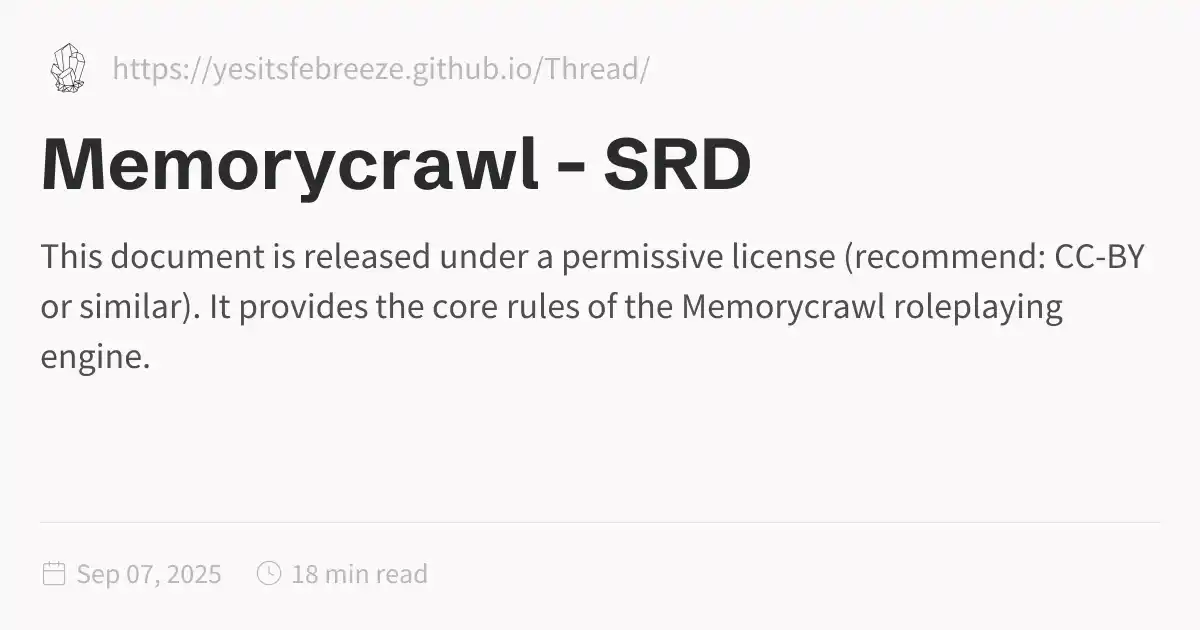 https://yesitsfebreeze.github.io/Thread/
Memorycrawl - SRD
This document is released under a permissive license (recommend: CC-BY
or similar). It provides the core rules of the Memorycrawl roleplaying
engine.
Sep 07, 2025 18 min read